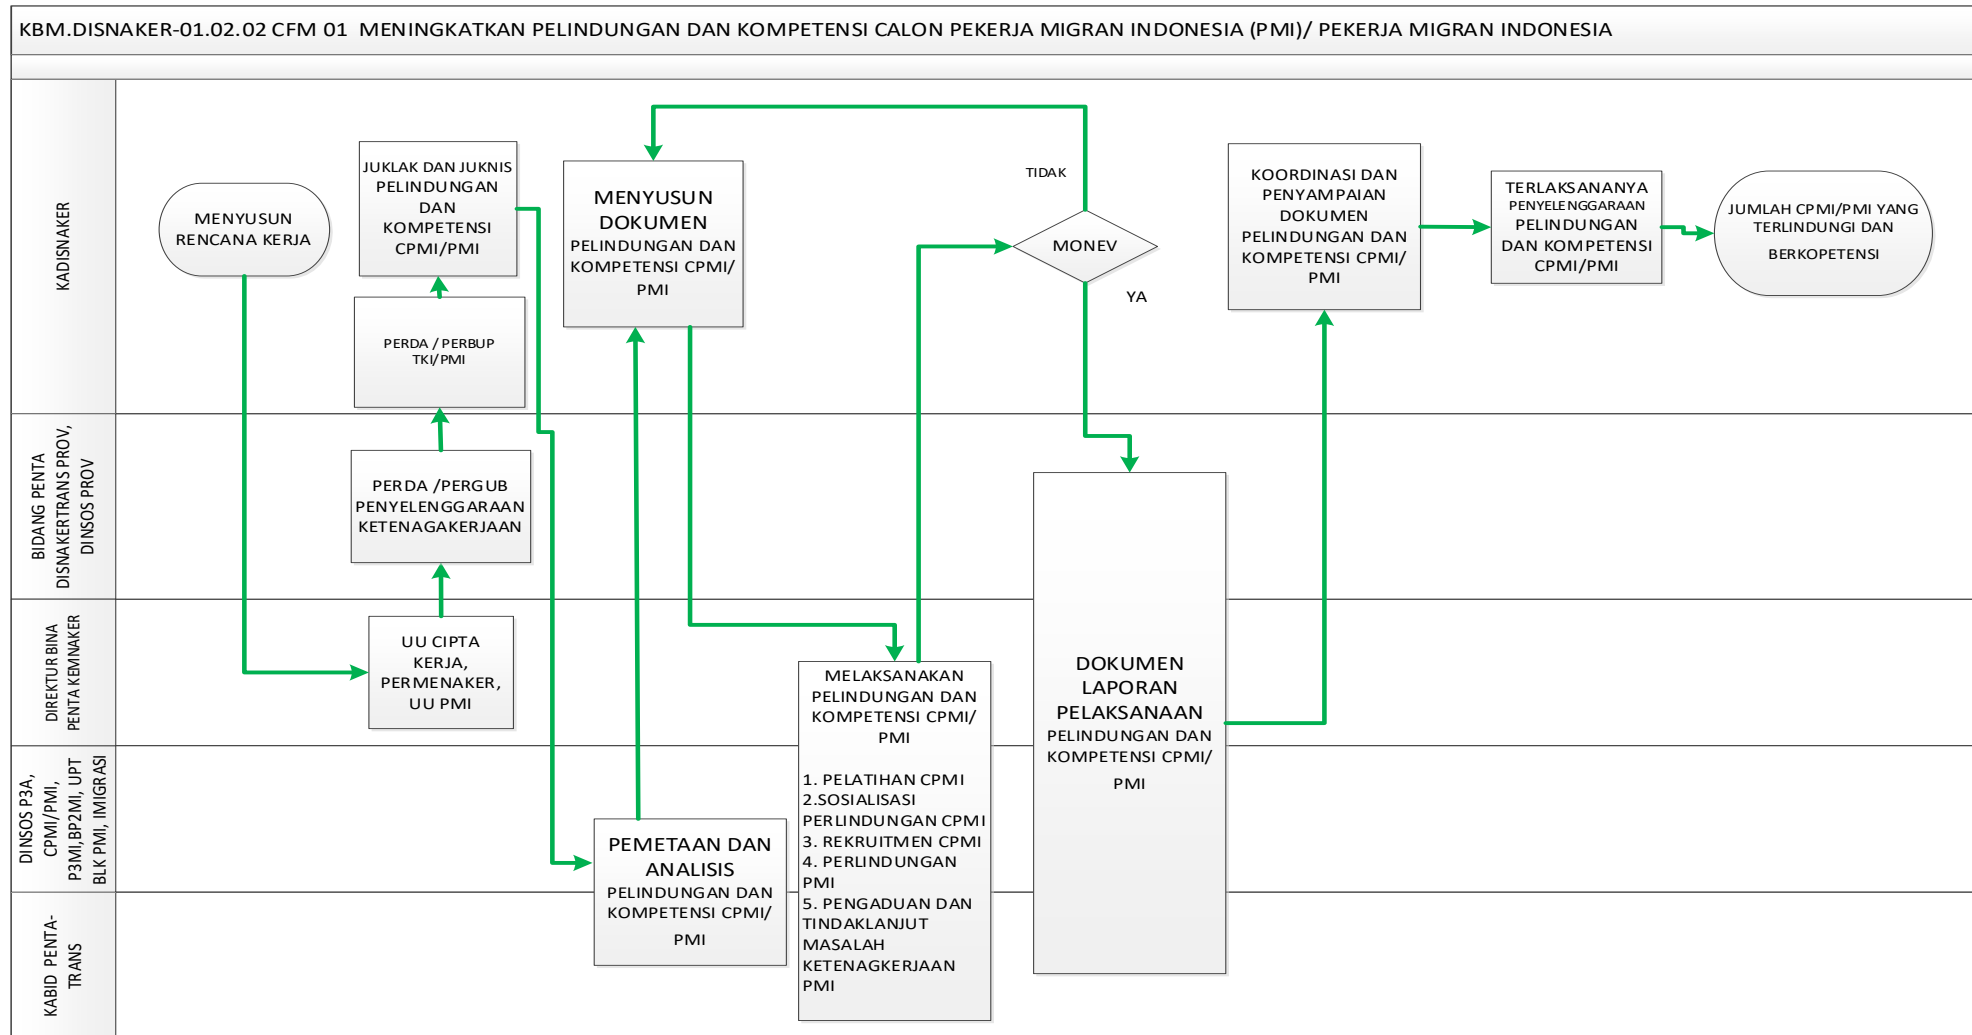 KBM.DISNAKER-01.02.02 CFM 01  MENINGKATKAN PELINDUNGAN DAN KOMPETENSI CALON PEKERJA MIGRAN INDONESIA (PMI)/ PEKERJA MIGRAN INDONESIA
KADISNAKER
MENYUSUN
RENCANA KERJA
JUKLAK DAN JUKNIS
PELINDUNGAN
DAN
KOMPETENSI
CPMI/PMI
PERDA / PERBUP
TKI/PMI
MENYUSUN
DOKUMEN
PELINDUNGAN DAN
KOMPETENSI CPMI/
PMI
TIDAK
MONEV
YA
KOORDINASI DAN
PENYAMPAIAN
DOKUMEN
PELINDUNGAN DAN
KOMPETENSI CPMI/
PMI
TERLAKSANANYA
PENYELENGGARAAN
PELINDUNGAN
DAN KOMPETENSI
CPMI/PMI
JUMLAH CPMI/PMI YANG
TERLINDUNGI DAN
BERKOPETENSI
BIDANG PENTA
DISNAKERTRANS PROV,
DINSOS PROV
PERDA /PERGUB
PENYELENGGARAAN
KETENAGAKERJAAN
DIREKTUR BINA
PENTA KEMNAKER
UU CIPTA
KERJA,
PERMENAKER,
UU PMI
MELAKSANAKAN
PELINDUNGAN DAN
KOMPETENSI CPMI/
PMI
1. PELATIHAN CPMI
2.SOSIALISASI
PERLINDUNGAN CPMI
3. REKRUITMEN CPMI
4. PERLINDUNGAN
PMI
5. PENGADUAN DAN
TINDAKLANJUT
MASALAH
KETENAGKERJAAN
PMI
DOKUMEN
LAPORAN
PELAKSANAAN
PELINDUNGAN DAN
KOMPETENSI CPMI/
PMI
DINSOS P3A,
CPMI/PMI,
P3MI,BP2MI, UPT
BLK PMI, IMIGRASI
PEMETAAN DAN
ANALISIS
PELINDUNGAN DAN
KOMPETENSI CPMI/
PMI
KABID PENTA-
TRANS